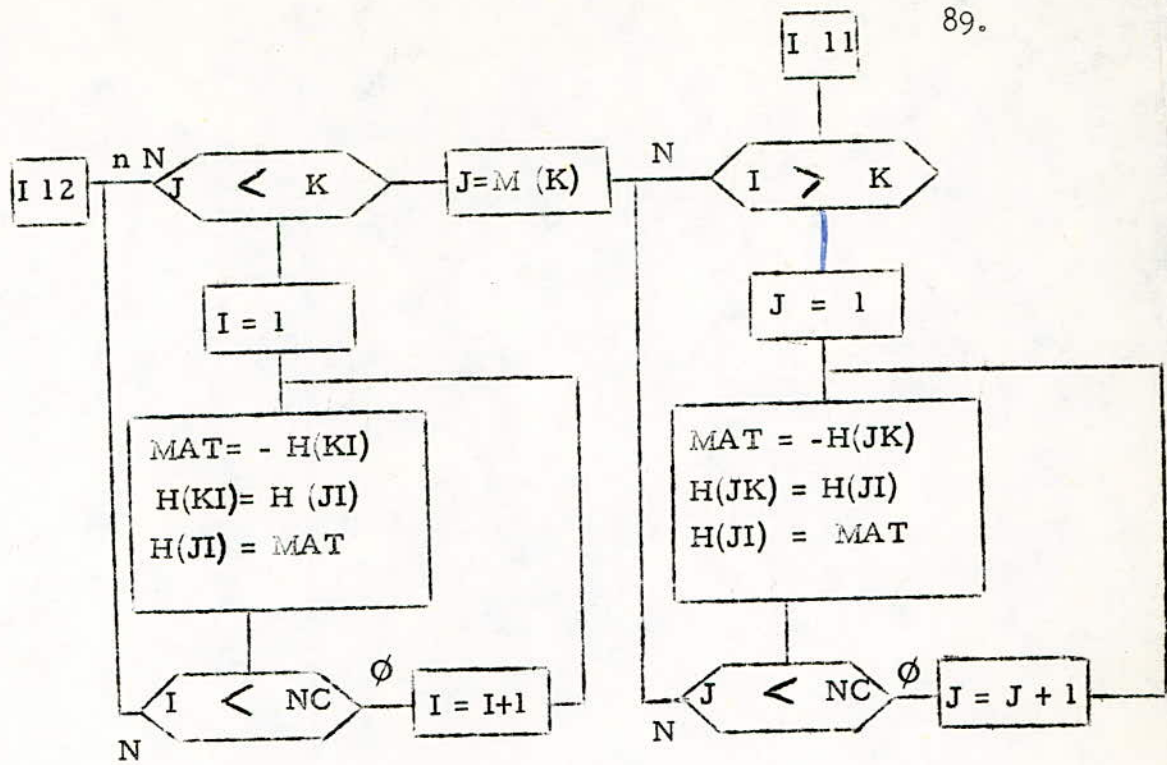 89.
I 11
I 12
n N
J < K
J=M (K)
N
I > K
I = 1
J = 1
MAT= - H(KI)
H(KI)= H (JI)
H(JI) = MAT
MAT = -H(JK)
H(JK) = H(JI)
H(JI) = MAT
I < NC
Ø
I = I+1
N
J < NC
Ø
J = J + 1
N